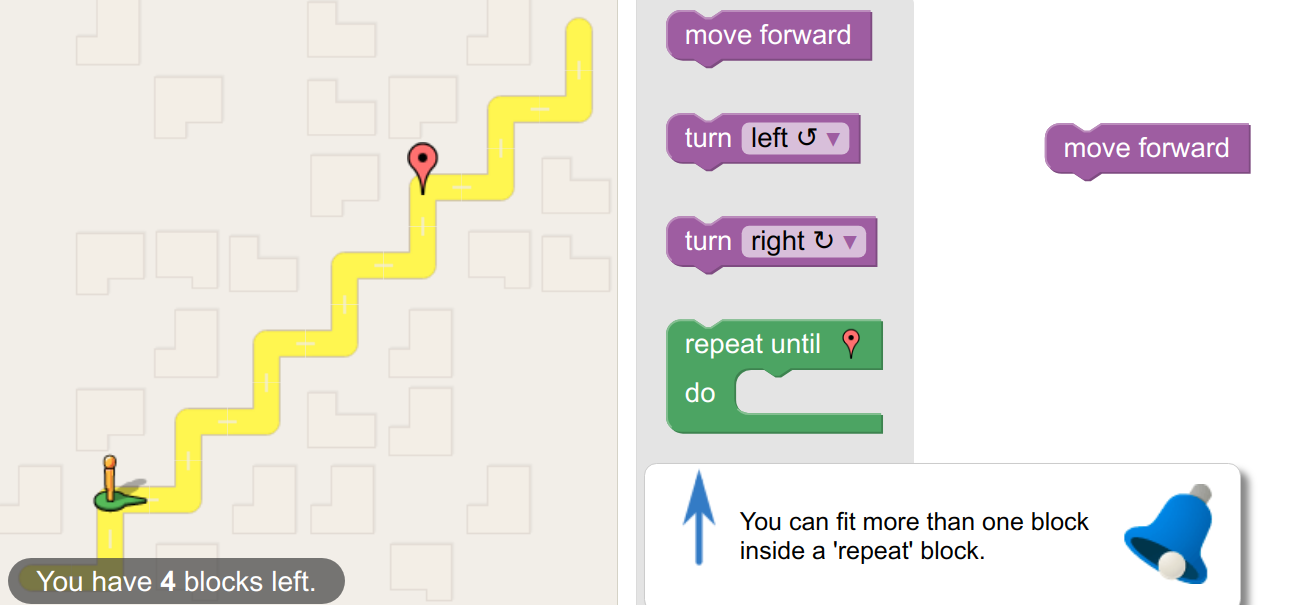 move forward
turn left ↺ ▼
turn right ↻ ▼
repeat until
do
move forward
You can fit more than one block
inside a 'repeat' block.
You have 4 blocks left.